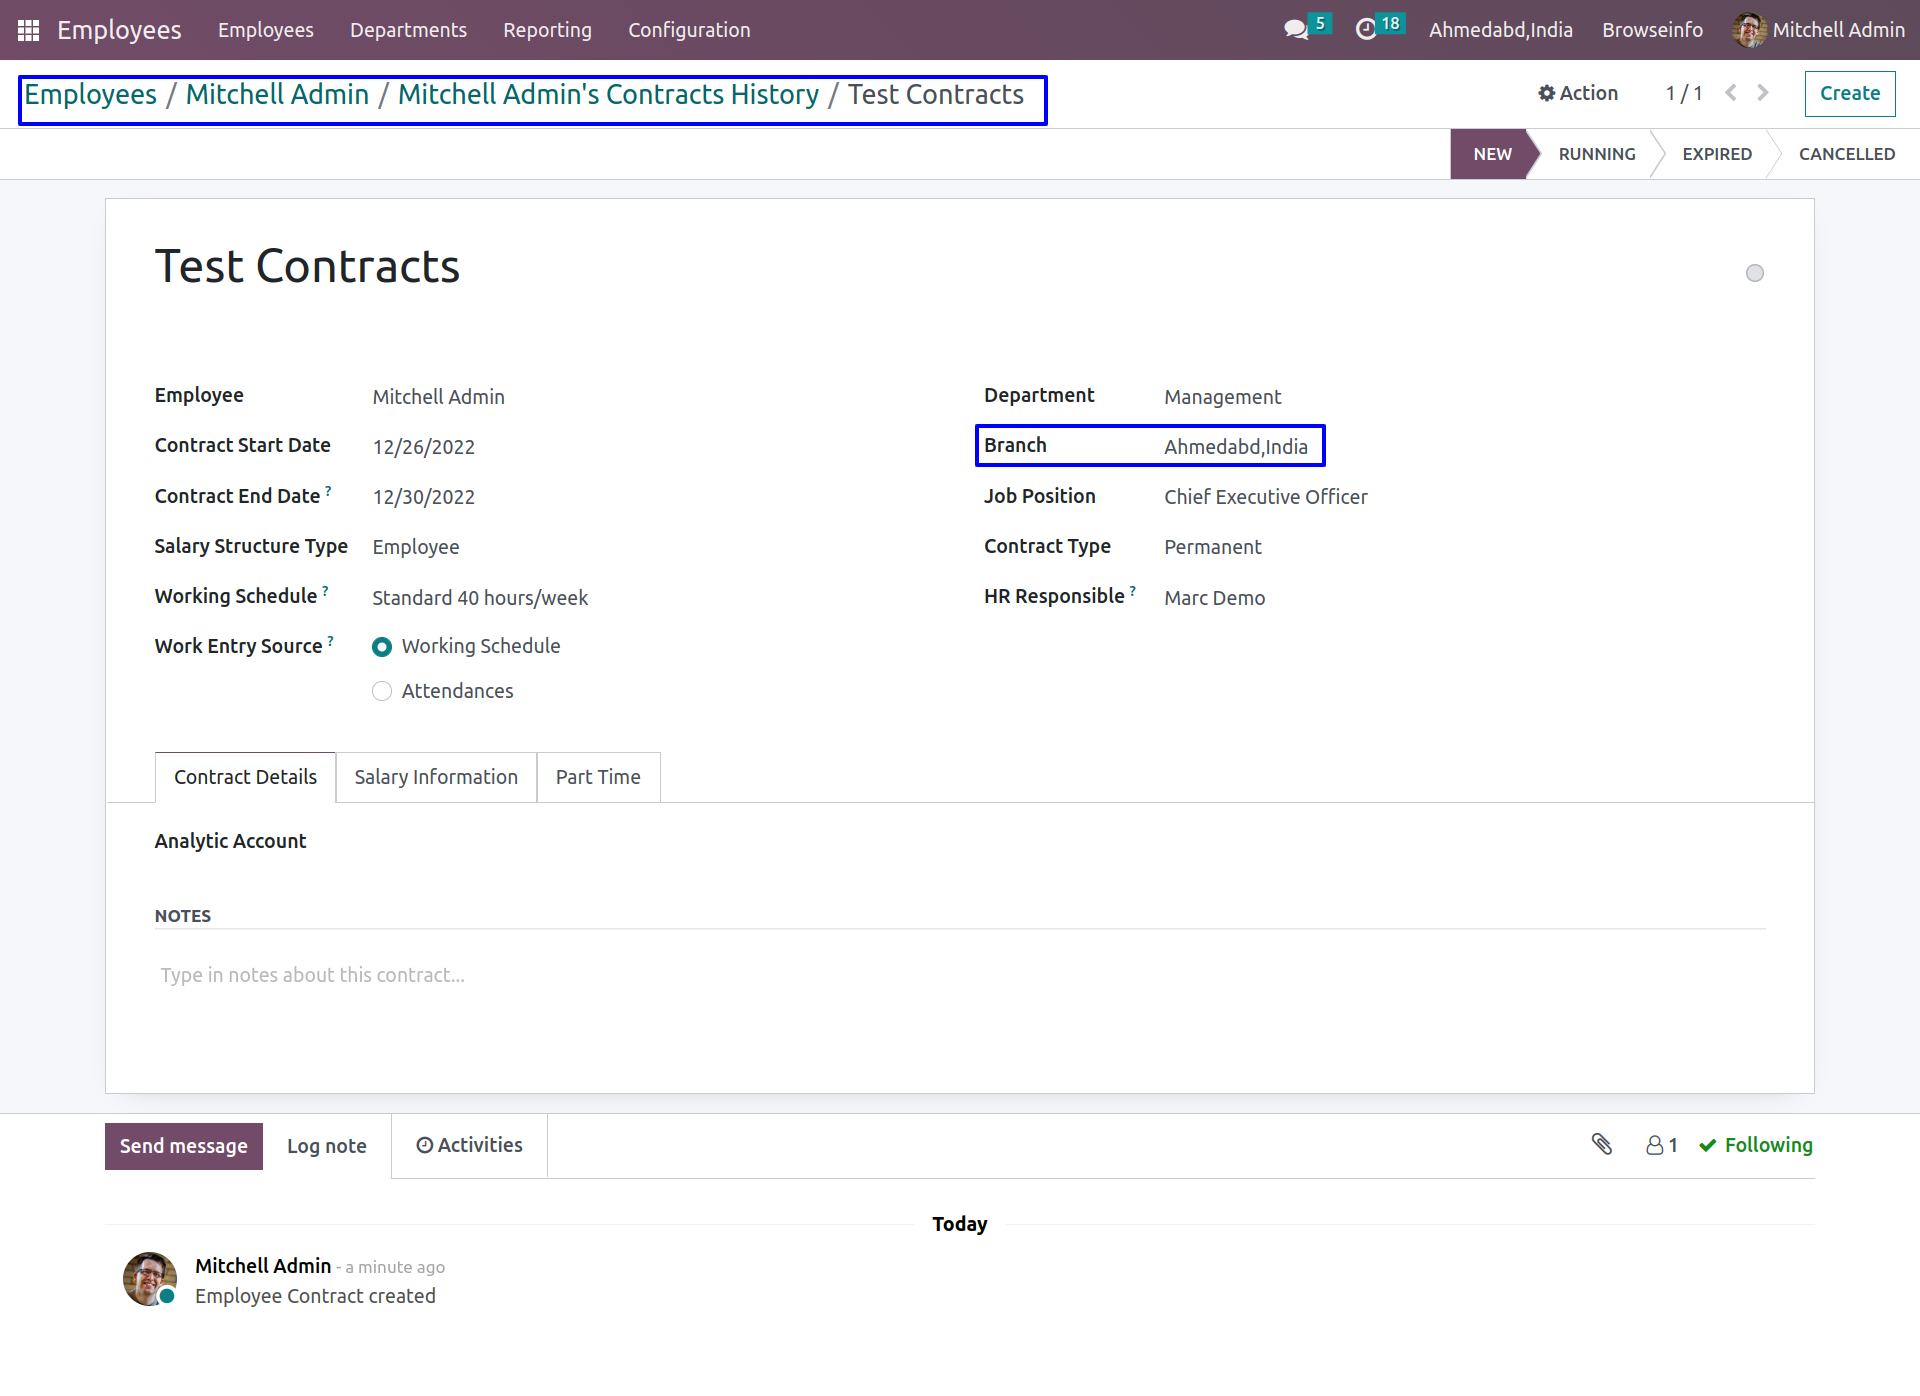 Employees Employees Departments Reporting Configuration 5 18 Ahmedabd,India Browseinfo Mitchell Admin
Employees / Mitchell Admin / Mitchell Admin's Contracts History / Test Contracts Action 1 / 1 Create
NEW RUNNING EXPIRED CANCELLED
Test Contracts
Employee Mitchell Admin
Contract Start Date 12/26/2022
Contract End Date ? 12/30/2022
Salary Structure Type Employee
Working Schedule ? Standard 40 hours/week
Work Entry Source ? Working Schedule
Attendances
Department Management
Branch Ahmedabd,India
Job Position Chief Executive Officer
Contract Type Permanent
HR Responsible ? Marc Demo
Contract Details Salary Information Part Time
Analytic Account
NOTES
Type in notes about this contract...
Send message Log note Activities 1 Following
Today
Mitchell Admin - a minute ago
Employee Contract created